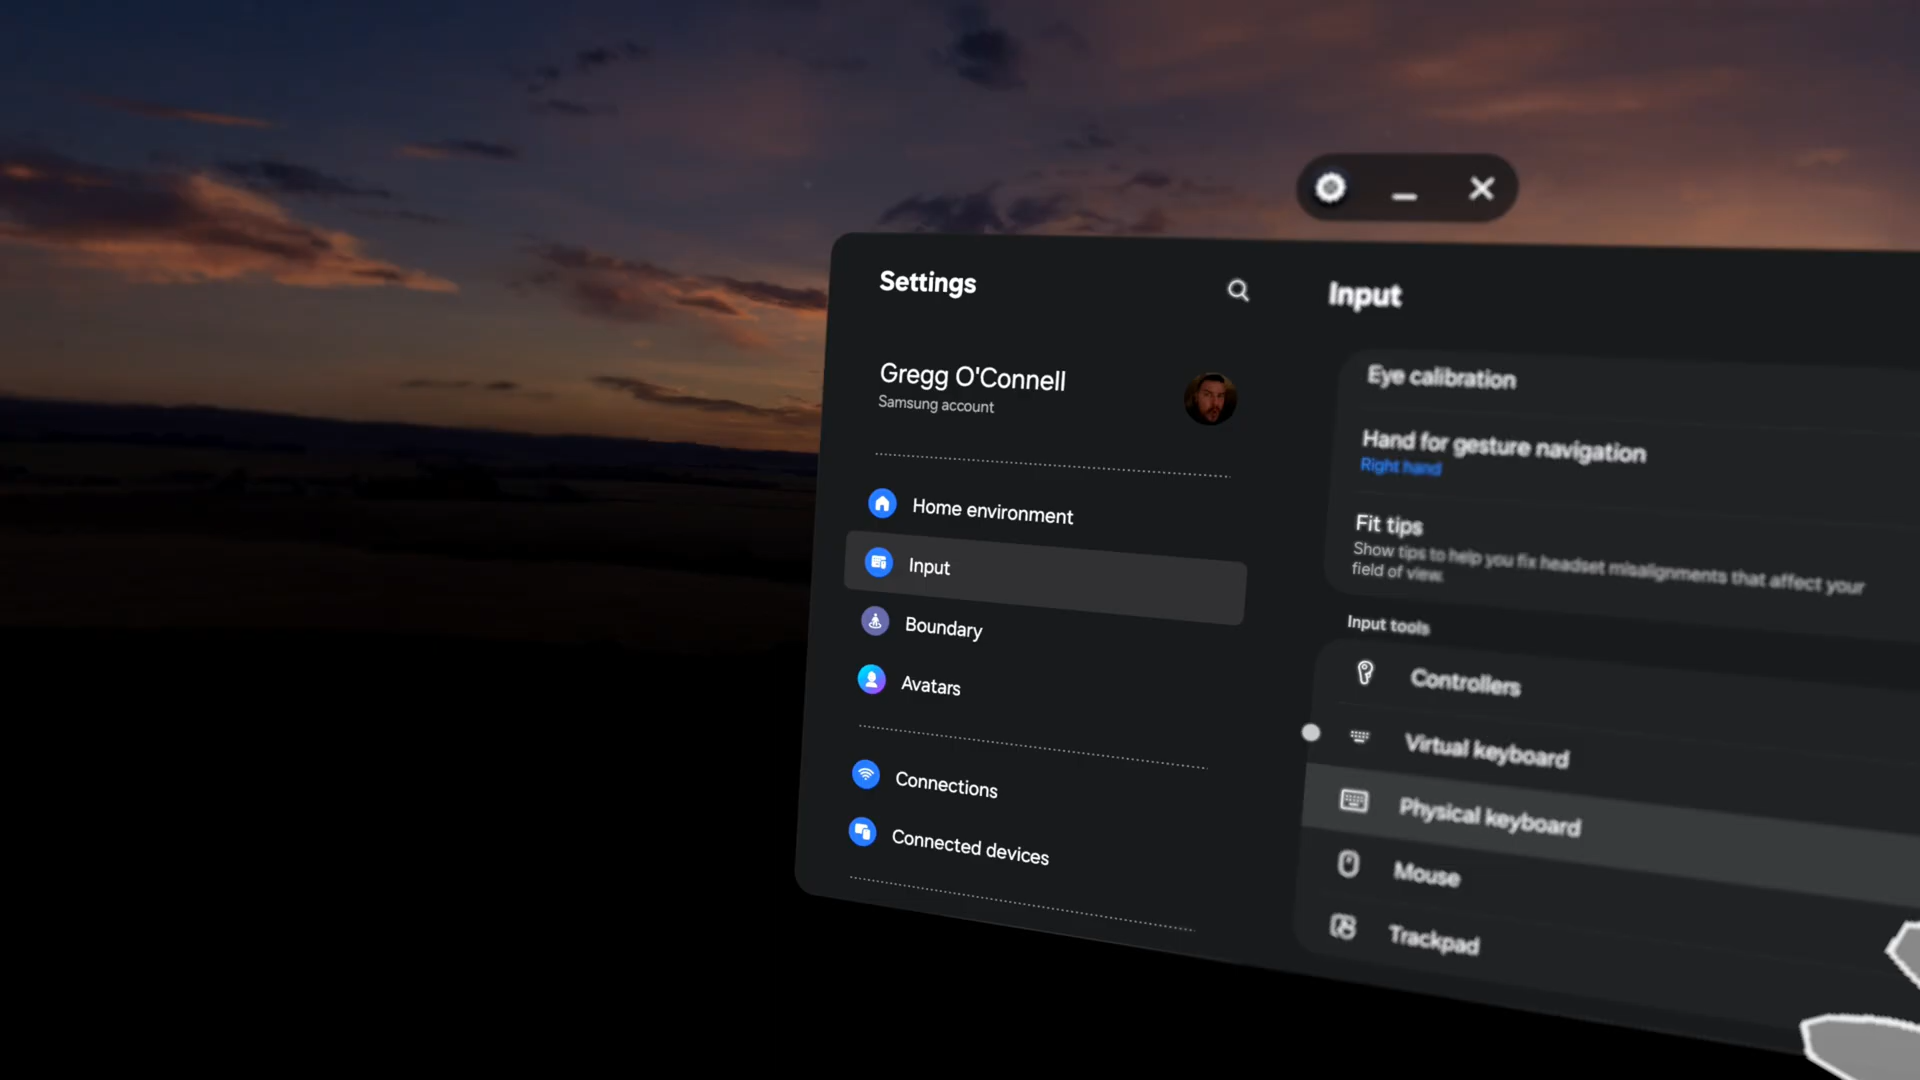 Settings
Gregg O'Connell
Samsung account
Home environment
Input
Boundary
Avatars
Connections
Connected devices
Input
Eye calibration
Hand for gesture navigation
Right hand
Fit tips
Show tips to help you fix headset misalignments that affect your
field of view.
Input tools
Controllers
Virtual keyboard
Physical keyboard
Mouse
Trackpad